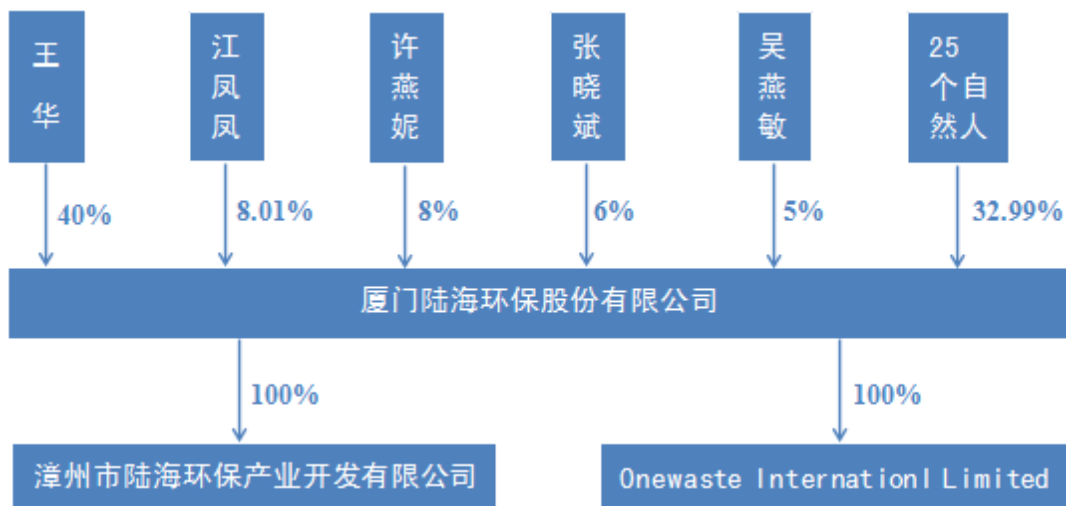 王华
江凤凤
许燕妮
张晓斌
吴燕敏
25
个自
然人
40%
8.01%
8%
6%
5%
32.99%
厦门陆海环保股份有限公司
100%
100%
漳州市陆海环保产业开发有限公司
Onewaste Internationl Limited